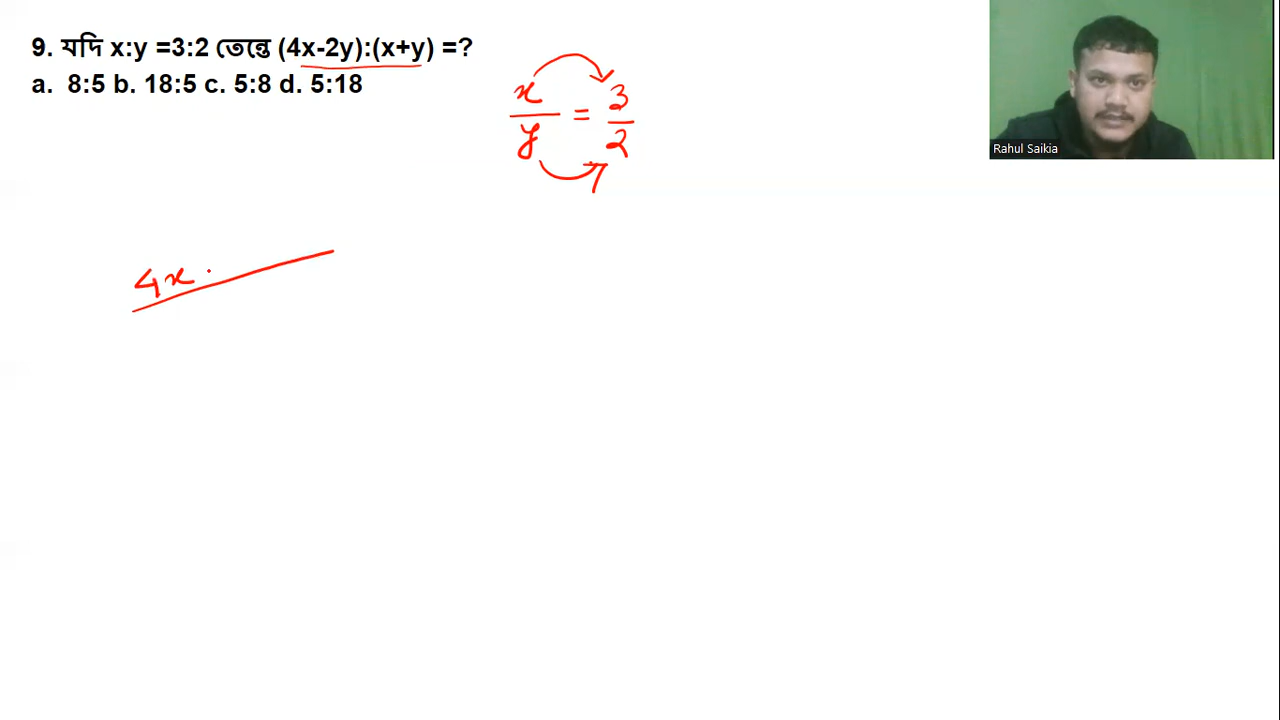 9. যদি x:y =3:2 তেন্তে (4x-2y):(x+y) =?
a. 8:5 b. 18:5 c. 5:8 d. 5:18
x/y = 3/2
4x
Rahul Saikia